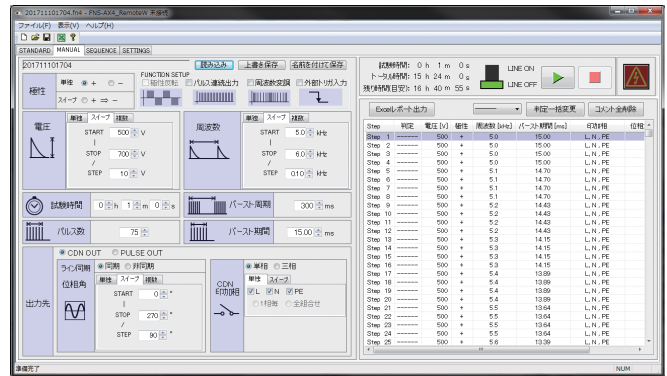 201711101704.fn4 - FNS-AX4_RemoteW 未接続
ファイル(F) 表示(V) ヘルプ(H)
STANDARD MANUAL SEQUENCE SETTINGS
201711101704 読み込み 上書き保存 名前を付けて保存
極性
単独 + −
スイープ + ⇒ −
FUNCTION SETUP
極性反転 パルス連続出力 周波数変調 外部トリガ入力
電圧
単独 スイープ 複数
START 500 V
|
STOP 700 V
/
STEP 10 V
周波数
単独 スイープ 複数
START 5.0 kHz
|
STOP 6.0 kHz
/
STEP 0.10 kHz
試験時間 0 h 1 m 0 s
バースト周期 300 ms
パルス数 75
バースト期間 15.00 ms
出力先
CDN OUT PULSE OUT
ライン同期 同期 非同期
位相角
単独 スイープ 複数
START 0 °
|
STOP 270 °
/
STEP 90 °
CDN印加相
単相 三相
単独 スイープ
L N PE
1相毎 全組合せ
試験時間: 0 h 1 m 0 s
トータル時間: 15 h 24 m 0 s
残り時間(目安): 16 h 40 m 55 s
LINE ON
LINE OFF
Excelレポート出力 ------ 判定一括変更 コメント全削除
Step 判定 電圧 [V] 極性 周波数 [kHz] バースト期間 [ms] 印加相 位相
Step 1 ------ 500 + 5.0 15.00 L, N , PE
Step 2 ------ 500 + 5.0 15.00 L, N , PE
Step 3 ------ 500 + 5.0 15.00 L, N , PE
Step 4 ------ 500 + 5.0 15.00 L, N , PE
Step 5 ------ 500 + 5.1 14.70 L, N , PE
Step 6 ------ 500 + 5.1 14.70 L, N , PE
Step 7 ------ 500 + 5.1 14.70 L, N , PE
Step 8 ------ 500 + 5.1 14.70 L, N , PE
Step 9 ------ 500 + 5.2 14.43 L, N , PE
Step 10 ------ 500 + 5.2 14.43 L, N , PE
Step 11 ------ 500 + 5.2 14.43 L, N , PE
Step 12 ------ 500 + 5.2 14.43 L, N , PE
Step 13 ------ 500 + 5.3 14.15 L, N , PE
Step 14 ------ 500 + 5.3 14.15 L, N , PE
Step 15 ------ 500 + 5.3 14.15 L, N , PE
Step 16 ------ 500 + 5.3 14.15 L, N , PE
Step 17 ------ 500 + 5.4 13.89 L, N , PE
Step 18 ------ 500 + 5.4 13.89 L, N , PE
Step 19 ------ 500 + 5.4 13.89 L, N , PE
Step 20 ------ 500 + 5.4 13.89 L, N , PE
Step 21 ------ 500 + 5.5 13.64 L, N , PE
Step 22 ------ 500 + 5.5 13.64 L, N , PE
Step 23 ------ 500 + 5.5 13.64 L, N , PE
Step 24 ------ 500 + 5.5 13.64 L, N , PE
Step 25 ------ 500 + 5.6 13.39 L, N , PE
準備完了 NUM